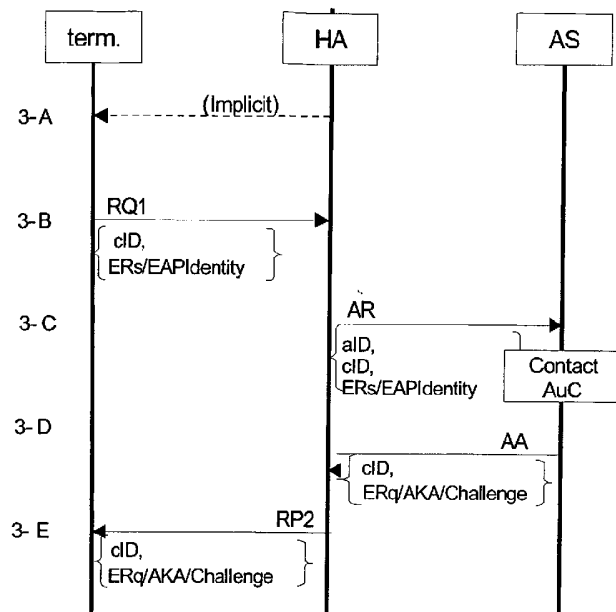 term.
HA
AS
3-A
(Implicit)
3-B
RQ1
cID,
ERs/EAPIdentity
3-C
AR
aID,
cID,
ERs/EAPIdentity
Contact
AuC
3-D
AA
cID,
ERq/AKA/Challenge
3-E
RP2
cID,
ERq/AKA/Challenge